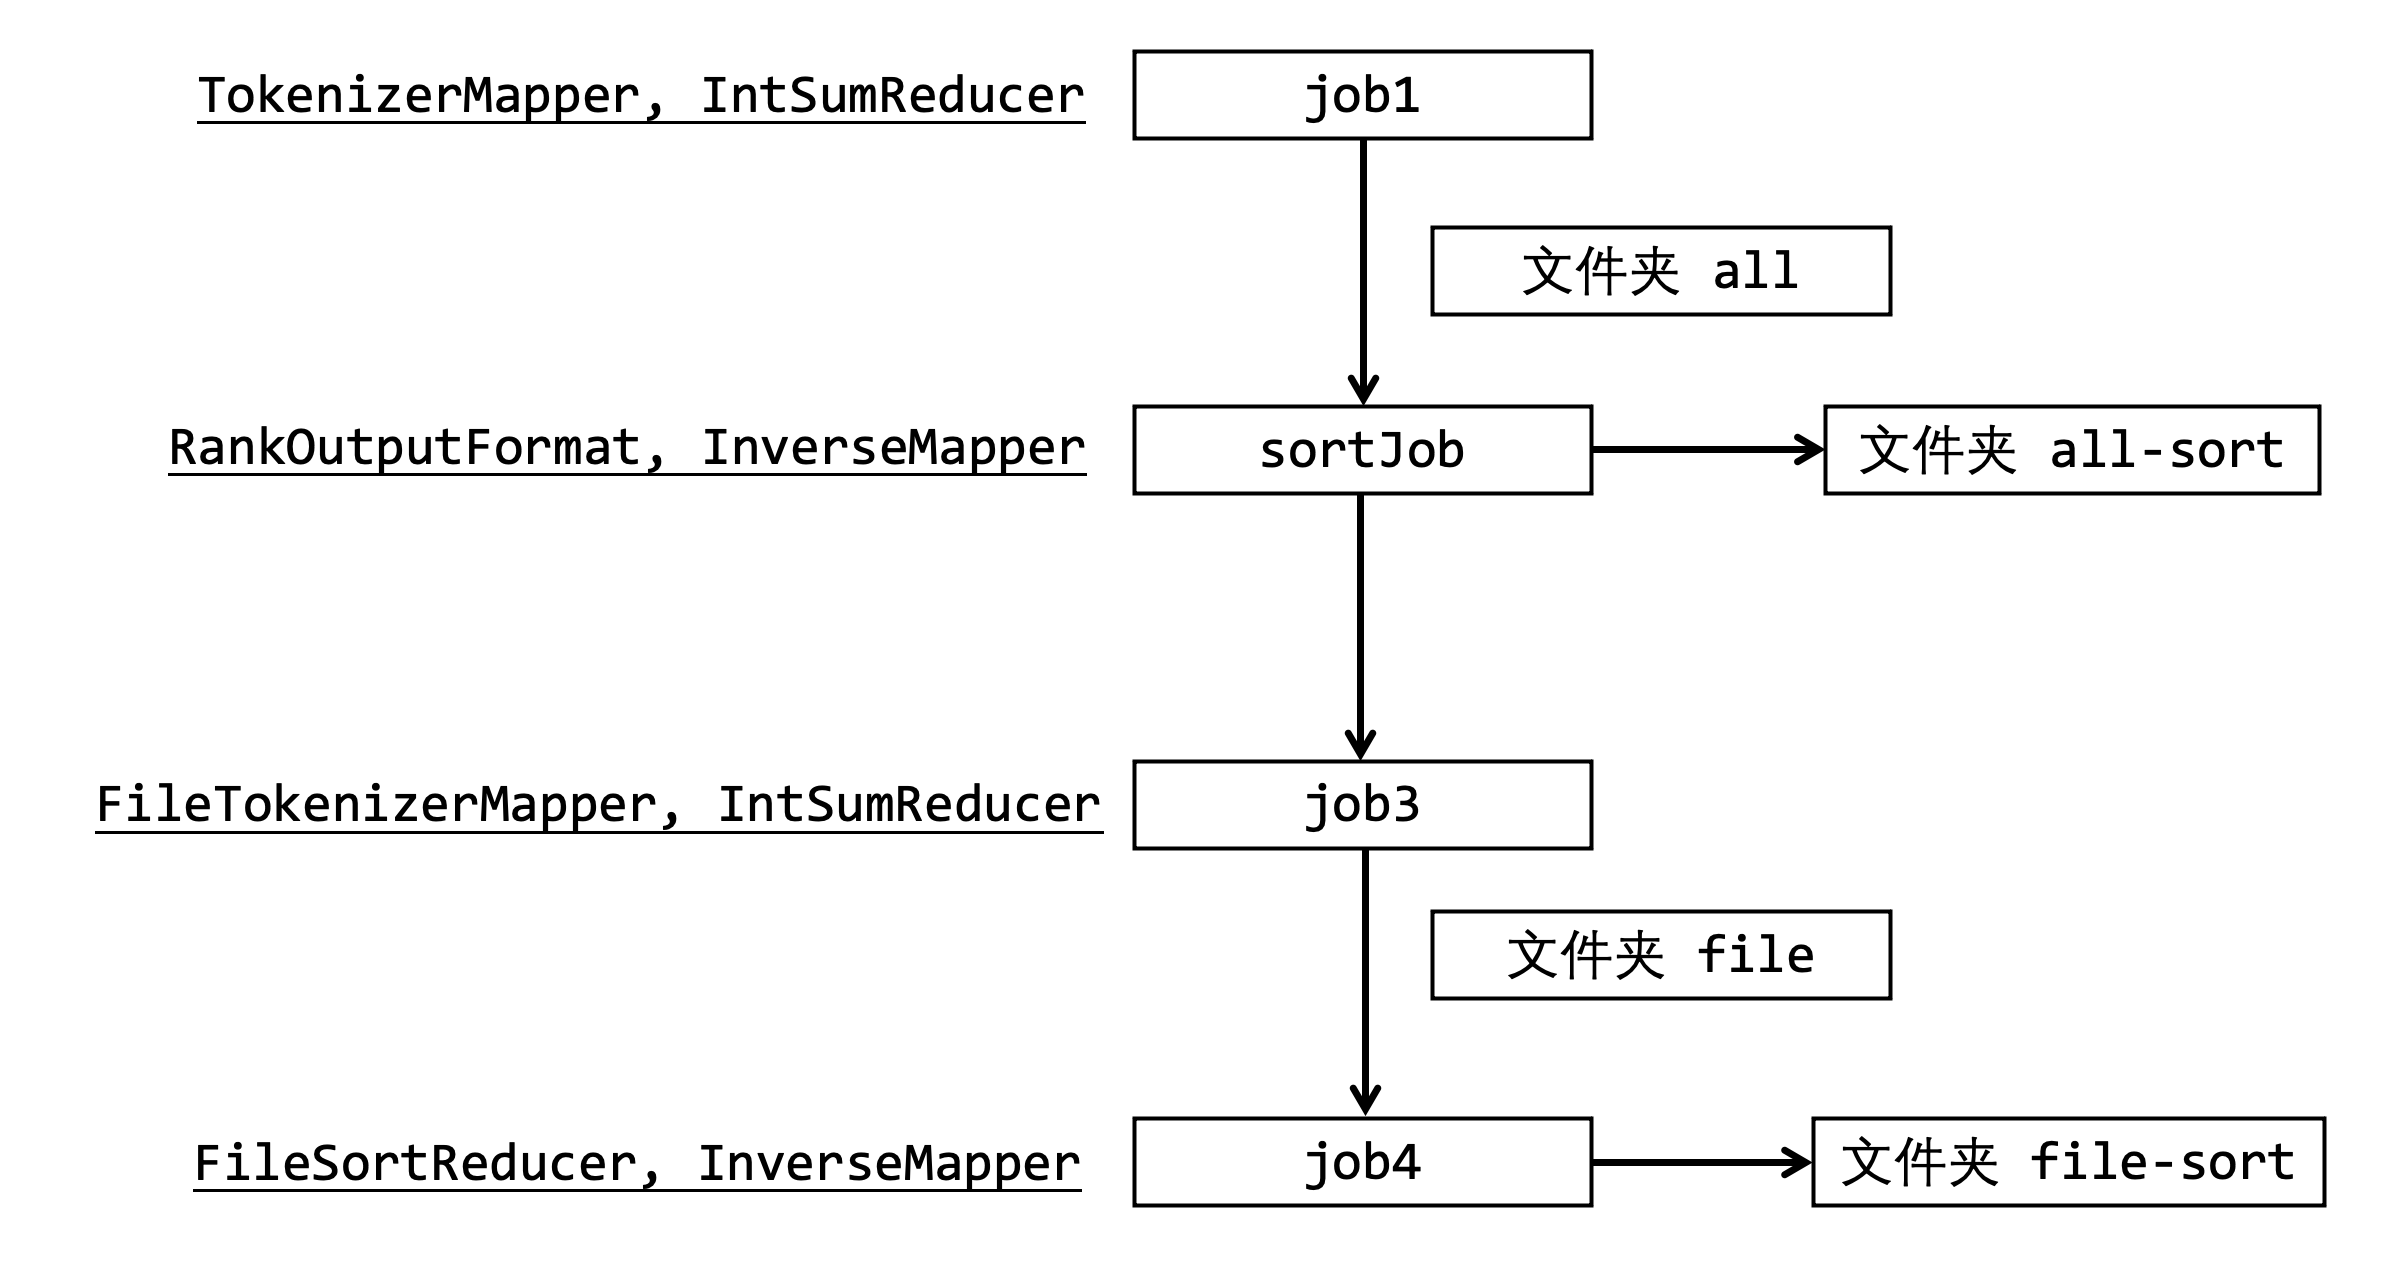 TokenizerMapper, IntSumReducer
job1
文件夹 all
RankOutputFormat, InverseMapper
sortJob
文件夹 all-sort
FileTokenizerMapper, IntSumReducer
job3
文件夹 file
FileSortReducer, InverseMapper
job4
文件夹 file-sort